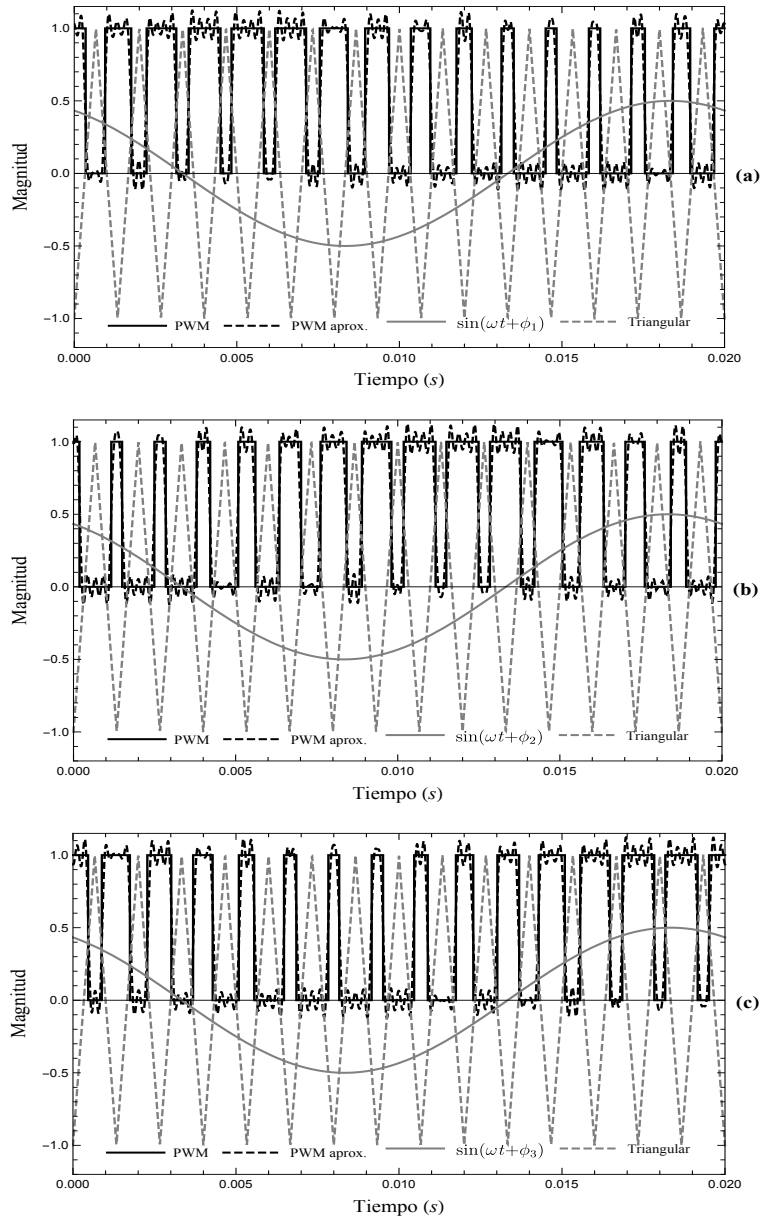 1.0
0.5
0.0
−0.5
−1.0
Magnitud
(a)
PWM PWM aprox. sin(ωt+ϕ₁) Triangular
0.000 0.005 0.010 0.015 0.020
Tiempo (s)
1.0
0.5
0.0
−0.5
−1.0
Magnitud
(b)
PWM PWM aprox. sin(ωt+ϕ₂) Triangular
0.000 0.005 0.010 0.015 0.020
Tiempo (s)
1.0
0.5
0.0
−0.5
−1.0
Magnitud
(c)
PWM PWM aprox. sin(ωt+ϕ₃) Triangular
0.000 0.005 0.010 0.015 0.020
Tiempo (s)